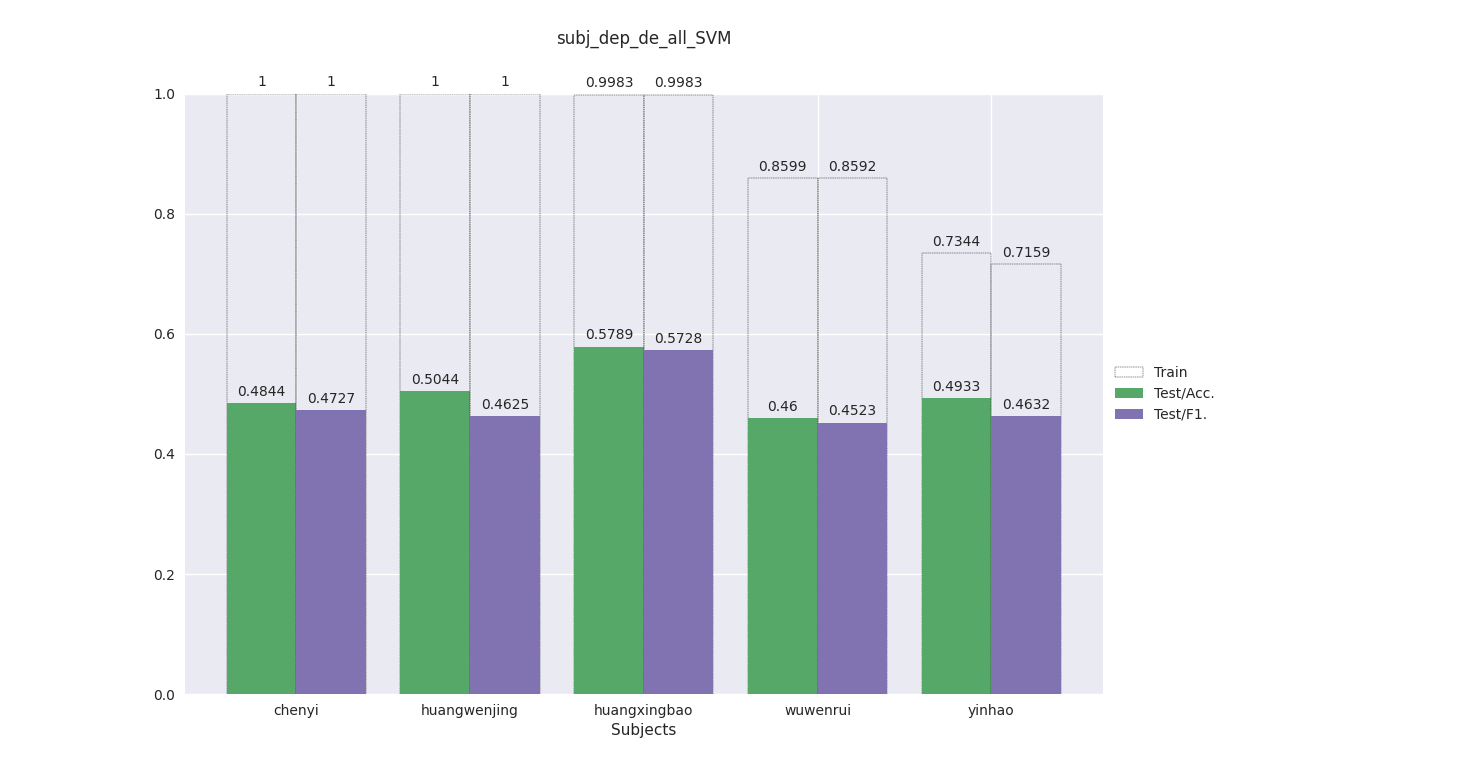 subj_dep_de_all_SVM
1 1 1 1 0.9983 0.9983
1.0
0.8599 0.8592
0.8
0.7344 0.7159
0.6
0.5789 0.5728
0.4844 0.4727 0.5044 0.4625 0.46 0.4523 0.4933 0.4632
0.4
0.2
0.0
chenyi huangwenjing huangxingbao wuwenrui yinhao
Subjects
Train
Test/Acc.
Test/F1.